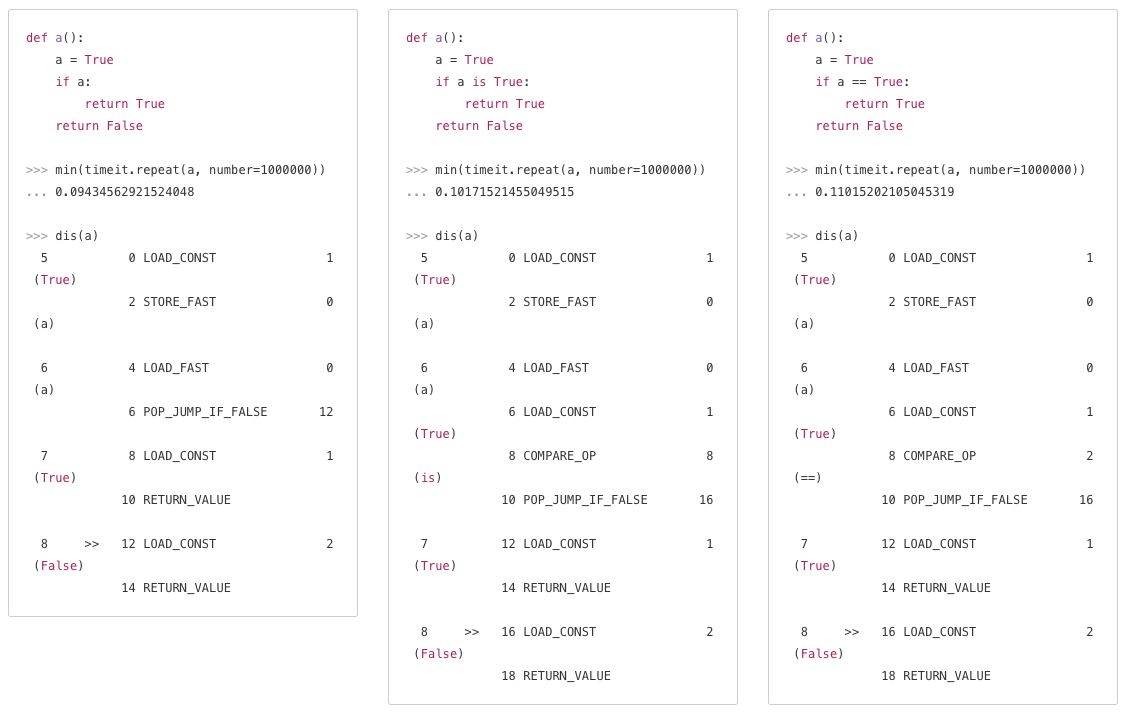 def a():
    a = True
    if a:
        return True
    return False

>>> min(timeit.repeat(a, number=1000000))
... 0.09434562921524048

>>> dis(a)
  5           0 LOAD_CONST               1
 (True)
              2 STORE_FAST               0
 (a)

  6           4 LOAD_FAST                0
 (a)
              6 POP_JUMP_IF_FALSE       12

  7           8 LOAD_CONST               1
 (True)
             10 RETURN_VALUE

  8     >>   12 LOAD_CONST               2
 (False)
             14 RETURN_VALUE

def a():
    a = True
    if a is True:
        return True
    return False

>>> min(timeit.repeat(a, number=1000000))
... 0.10171521455049515

>>> dis(a)
  5           0 LOAD_CONST               1
 (True)
              2 STORE_FAST               0
 (a)

  6           4 LOAD_FAST                0
 (a)
              6 LOAD_CONST               1
 (True)
              8 COMPARE_OP               8
 (is)
             10 POP_JUMP_IF_FALSE       16

  7          12 LOAD_CONST               1
 (True)
             14 RETURN_VALUE

  8     >>   16 LOAD_CONST               2
 (False)
             18 RETURN_VALUE

def a():
    a = True
    if a == True:
        return True
    return False

>>> min(timeit.repeat(a, number=1000000))
... 0.11015202105045319

>>> dis(a)
  5           0 LOAD_CONST               1
 (True)
              2 STORE_FAST               0
 (a)

  6           4 LOAD_FAST                0
 (a)
              6 LOAD_CONST               1
 (True)
              8 COMPARE_OP               2
 (==)
             10 POP_JUMP_IF_FALSE       16

  7          12 LOAD_CONST               1
 (True)
             14 RETURN_VALUE

  8     >>   16 LOAD_CONST               2
 (False)
             18 RETURN_VALUE